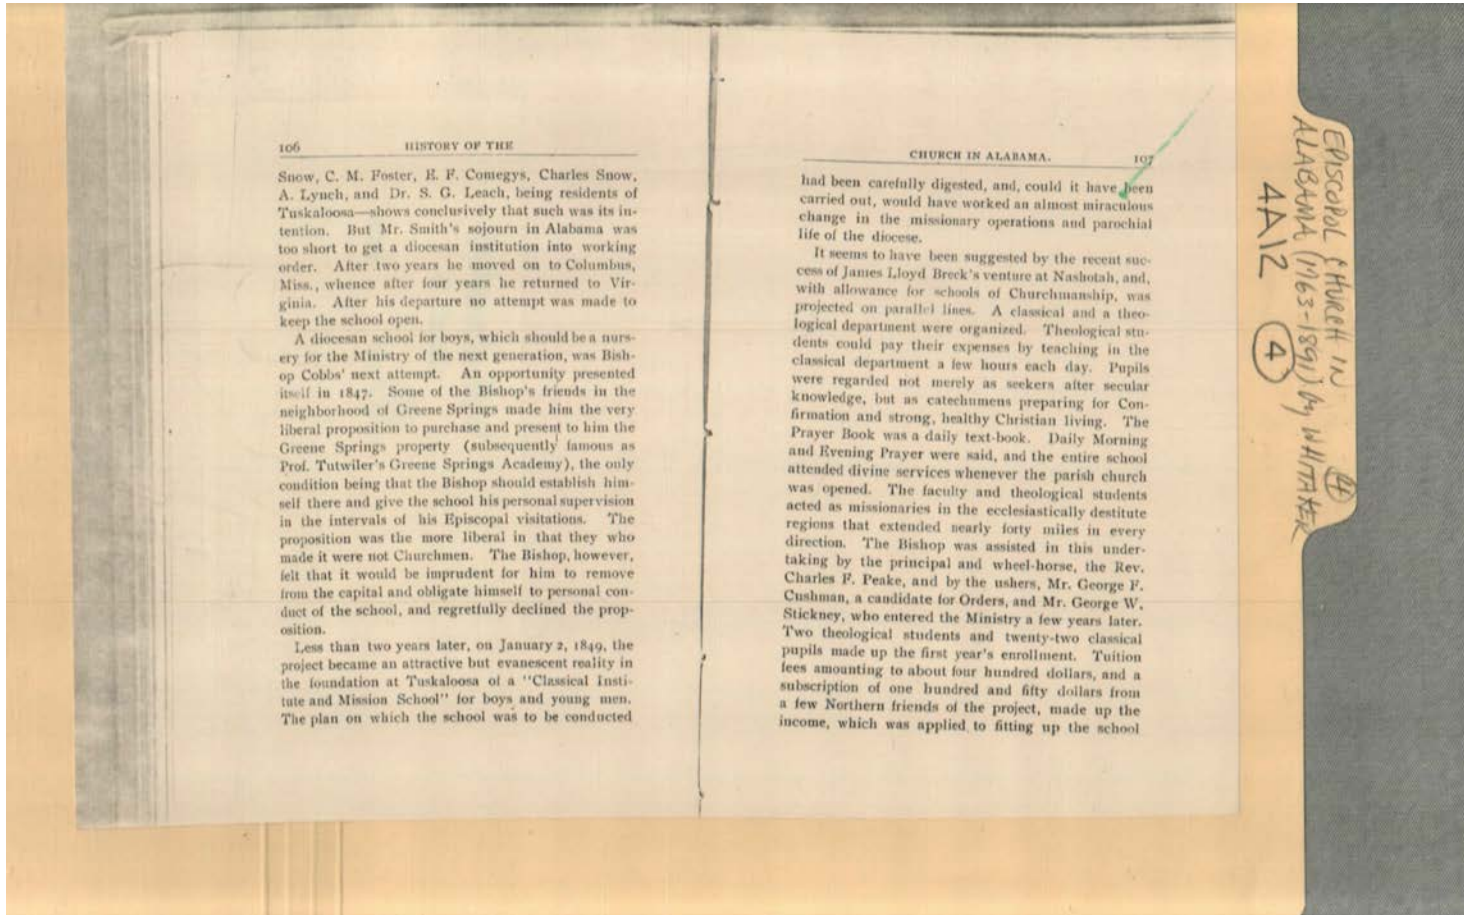 106 HISTORY OF THE
Snow, C. M. Foster, E. F. Comegys, Charles Snow,
A. Lynch, and Dr. S. G. Leach, being residents of
Tuskaloosa—shows conclusively that such was its in-
tention. But Mr. Smith's sojourn in Alabama was
too short to get a diocesan institution into working
order. After two years he moved on to Columbus,
Miss., whence after four years he returned to Vir-
ginia. After his departure no attempt was made to
keep the school open.
A diocesan school for boys, which should be a nurs-
ery for the Ministry of the next generation, was Bish-
op Cobbs' next attempt. An opportunity presented
itself in 1847. Some of the Bishop's friends in the
neighborhood of Greene Springs made him the very
liberal proposition to purchase and present to him the
Greene Springs property (subsequently famous as
Prof. Tutwiler's Greene Springs Academy), the only
condition being that the Bishop should establish him-
self there and give the school his personal supervision
in the intervals of his Episcopal visitations. The
proposition was the more liberal in that they who
made it were not Churchmen. The Bishop, however,
felt that it would be imprudent for him to remove
from the capital and obligate himself to personal con-
duct of the school, and regretfully declined the prop-
osition.
Less than two years later, on January 2, 1849, the
project became an attractive but evanescent reality in
the foundation at Tuskaloosa of a "Classical Insti-
tute and Mission School" for boys and young men.
The plan on which the school was to be conducted
CHURCH IN ALABAMA. 107
had been carefully digested, and, could it have been
carried out, would have worked an almost miraculous
change in the missionary operations and parochial
life of the diocese.
It seems to have been suggested by the recent suc-
cess of James Lloyd Breck's venture at Nashotah, and,
with allowance for schools of Churchmanship, was
projected on parallel lines. A classical and a theo-
logical department were organized. Theological stu-
dents could pay their expenses by teaching in the
classical department a few hours each day. Pupils
were regarded not merely as seekers after secular
knowledge, but as catechumens preparing for Con-
firmation and strong, healthy Christian living. The
Prayer Book was a daily text-book. Daily Morning
and Evening Prayer were said, and the entire school
attended divine services whenever the parish church
was opened. The faculty and theological students
acted as missionaries in the ecclesiastically destitute
regions that extended nearly forty miles in every
direction. The Bishop was assisted in this under-
taking by the principal and wheel-horse, the Rev.
Charles F. Peake, and by the ushers, Mr. George F.
Cushman, a candidate for Orders, and Mr. George W.
Stickney, who entered the Ministry a few years later.
Two theological students and twenty-two classical
pupils made up the first year's enrollment. Tuition
fees amounting to about four hundred dollars, and a
subscription of one hundred and fifty dollars from
a few Northern friends of the project, made up the
income, which was applied to fitting up the school
EPISCOPOL CHURCH IN (4)
ALABAMA (1763-1891) by WHITAKER
4A12 (4)